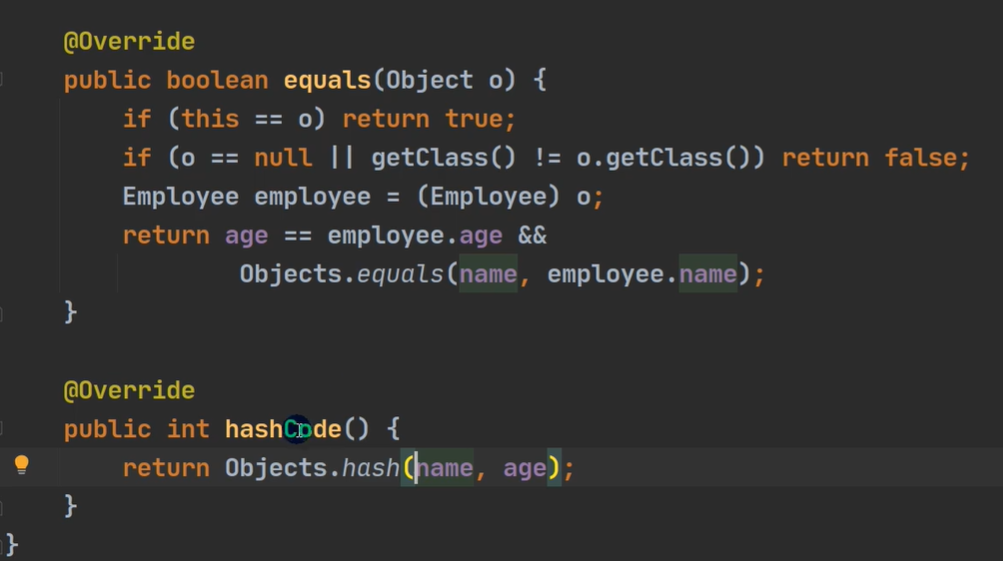 @Override
public boolean equals(Object o) {
if (this == o) return true;
if (o == null || getClass() != o.getClass()) return false;
Employee employee = (Employee) o;
return age == employee.age &&
Objects.equals(name, employee.name);
}
@Override
public int hashCode() {
return Objects.hash(name, age);
}
}